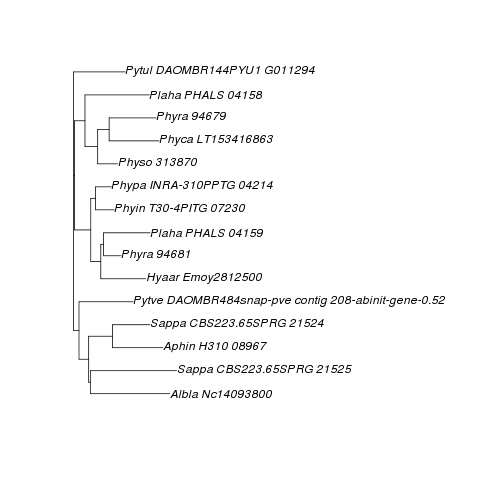 Pytul DAOMBR144PYU1 G011294
Plaha PHALS 04158
Phyra 94679
Phyca LT153416863
Physo 313870
Phypa INRA-310PPTG 04214
Phyin T30-4PITG 07230
Plaha PHALS 04159
Phyra 94681
Hyaar Emoy2812500
Pytve DAOMBR484snap-pve contig 208-abinit-gene-0.52
Sappa CBS223.65SPRG 21524
Aphin H310 08967
Sappa CBS223.65SPRG 21525
Albla Nc14093800